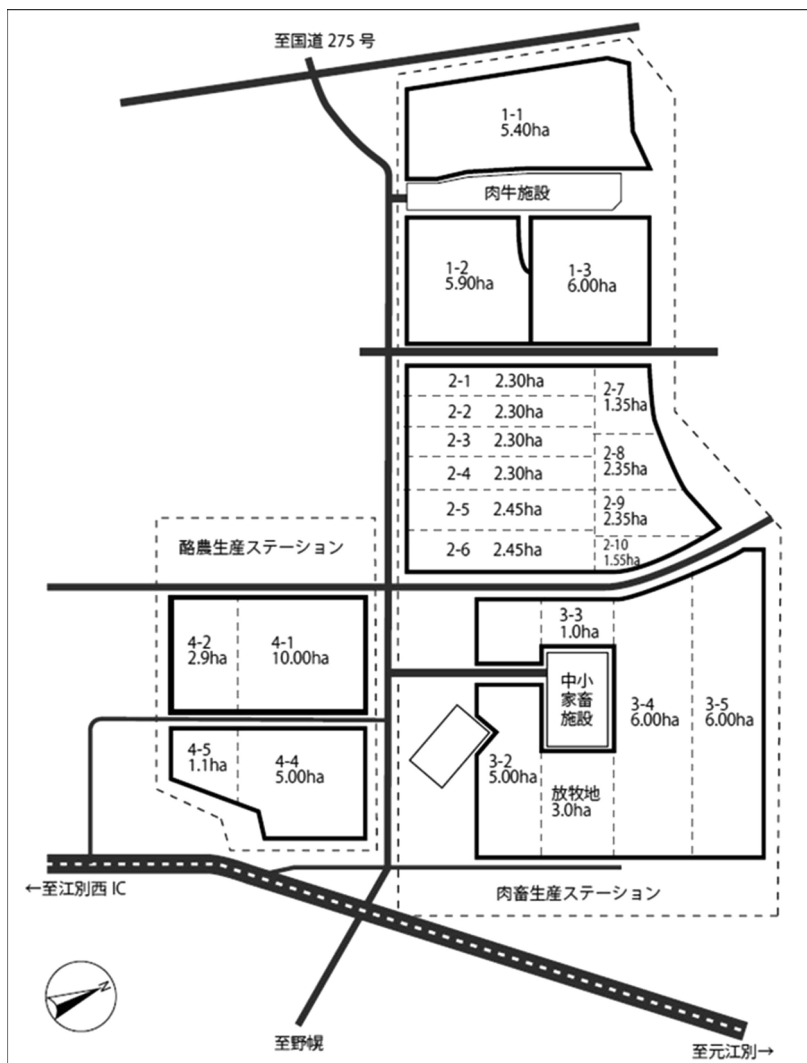 至国道 275 号
1-1
5.40ha
肉牛施設
1-2
5.90ha
1-3
6.00ha
2-1 2.30ha
2-2 2.30ha
2-3 2.30ha
2-4 2.30ha
2-5 2.45ha
2-6 2.45ha
2-7
1.35ha
2-8
2.35ha
2-9
2.35ha
2-10
1.55ha
酪農生産ステーション
4-2
2.9ha
4-1
10.00ha
4-5
1.1ha
4-4
5.00ha
3-3
1.0ha
中小
家畜
施設
3-4
6.00ha
3-5
6.00ha
3-2
5.00ha
放牧地
3.0ha
肉畜生産ステーション
←至江別西 IC
N
至野幌
至元江別→